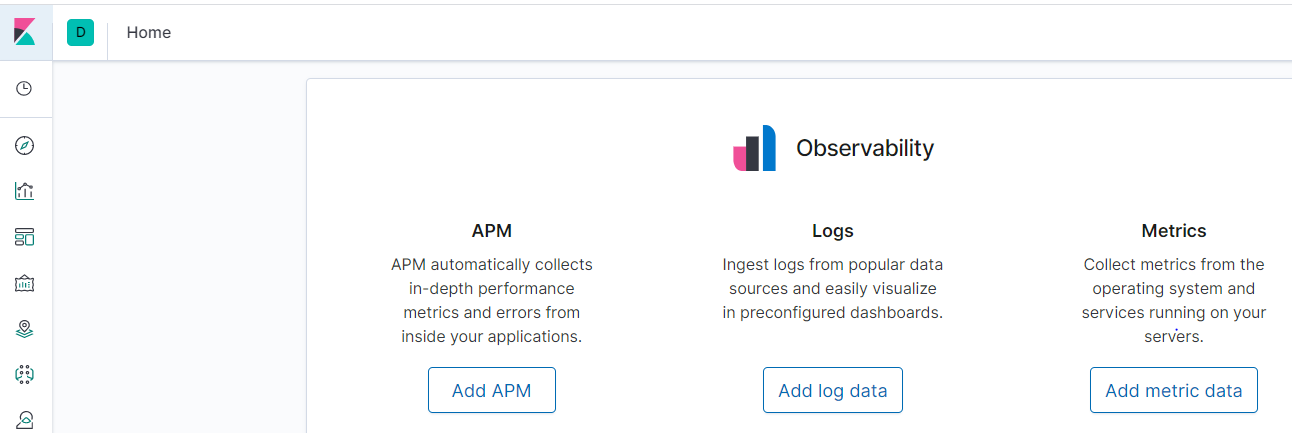 D
Home
Observability
APM
APM automatically collects
in-depth performance
metrics and errors from
inside your applications.
Add APM
Logs
Ingest logs from popular data
sources and easily visualize
in preconfigured dashboards.
Add log data
Metrics
Collect metrics from the
operating system and
services running on your
servers.
Add metric data